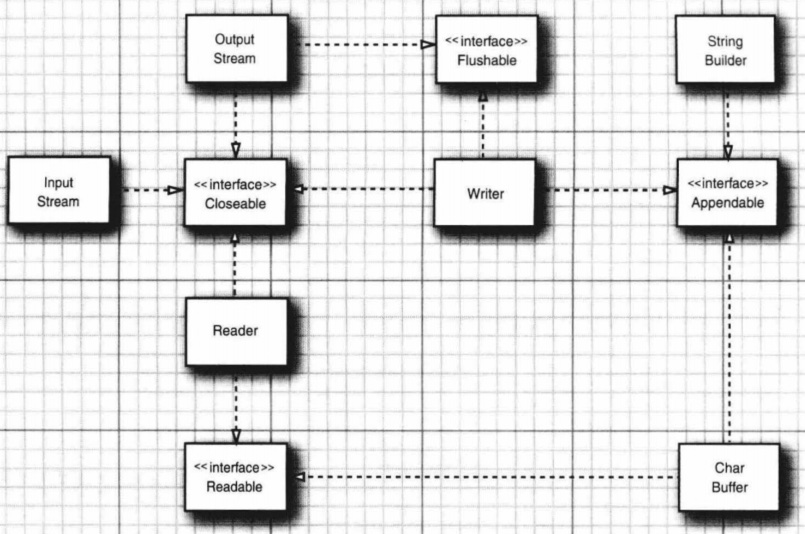 Output
Stream
<<interface>>
Flushable
String
Builder
Input
Stream
<<interface>>
Closeable
Writer
<<interface>>
Appendable
Reader
<<interface>>
Readable
Char
Buffer